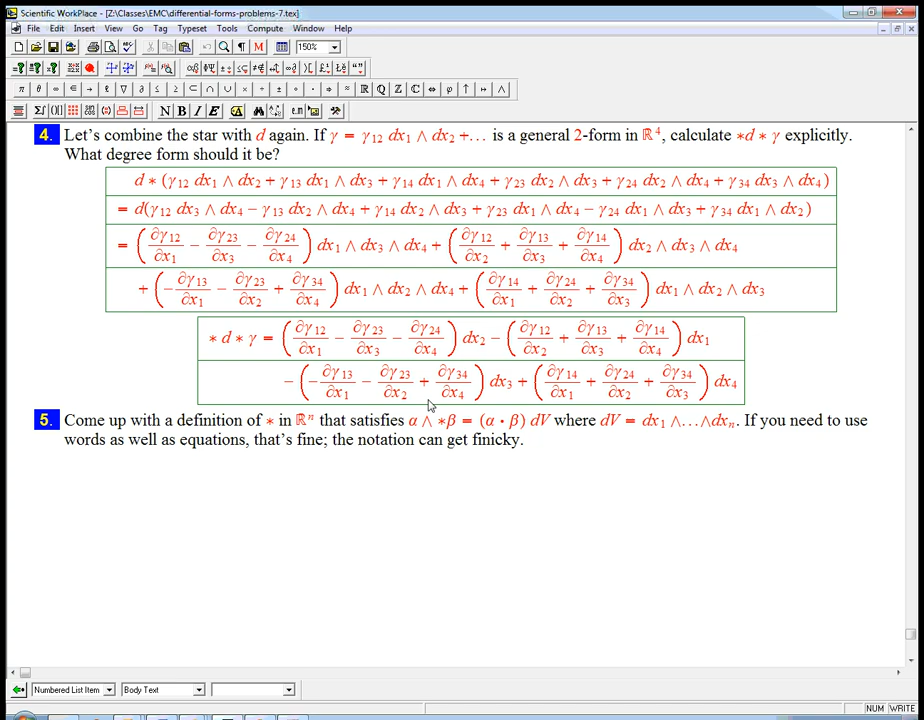 Scientific WorkPlace - [Z:\Classes\EMC\differential-forms-problems-7.tex]
File Edit Insert View Go Tag Typeset Tools Compute Window Help
150%
N B I E
4. Let's combine the star with d again. If γ = γ₁₂ dx₁ ∧ dx₂ +… is a general 2-form in ℝ⁴, calculate *d * γ explicitly.
What degree form should it be?
d * (γ₁₂ dx₁ ∧ dx₂ + γ₁₃ dx₁ ∧ dx₃ + γ₁₄ dx₁ ∧ dx₄ + γ₂₃ dx₂ ∧ dx₃ + γ₂₄ dx₂ ∧ dx₄ + γ₃₄ dx₃ ∧ dx₄)
= d(γ₁₂ dx₃ ∧ dx₄ − γ₁₃ dx₂ ∧ dx₄ + γ₁₄ dx₂ ∧ dx₃ + γ₂₃ dx₁ ∧ dx₄ − γ₂₄ dx₁ ∧ dx₃ + γ₃₄ dx₁ ∧ dx₂)
= (∂γ₁₂/∂x₁ − ∂γ₂₃/∂x₃ − ∂γ₂₄/∂x₄) dx₁ ∧ dx₃ ∧ dx₄ + (∂γ₁₂/∂x₂ + ∂γ₁₃/∂x₃ + ∂γ₁₄/∂x₄) dx₂ ∧ dx₃ ∧ dx₄
+ (−∂γ₁₃/∂x₁ − ∂γ₂₃/∂x₂ + ∂γ₃₄/∂x₄) dx₁ ∧ dx₂ ∧ dx₄ + (∂γ₁₄/∂x₁ + ∂γ₂₄/∂x₂ + ∂γ₃₄/∂x₃) dx₁ ∧ dx₂ ∧ dx₃
* d * γ = (∂γ₁₂/∂x₁ − ∂γ₂₃/∂x₃ − ∂γ₂₄/∂x₄) dx₂ − (∂γ₁₂/∂x₂ + ∂γ₁₃/∂x₃ + ∂γ₁₄/∂x₄) dx₁
− (−∂γ₁₃/∂x₁ − ∂γ₂₃/∂x₂ + ∂γ₃₄/∂x₄) dx₃ + (∂γ₁₄/∂x₁ + ∂γ₂₄/∂x₂ + ∂γ₃₄/∂x₃) dx₄
5. Come up with a definition of * in ℝⁿ that satisfies α ∧ *β = (α • β) dV where dV = dx₁ ∧…∧dxₙ. If you need to use
words as well as equations, that's fine; the notation can get finicky.
Numbered List Item Body Text
NUM WRITE